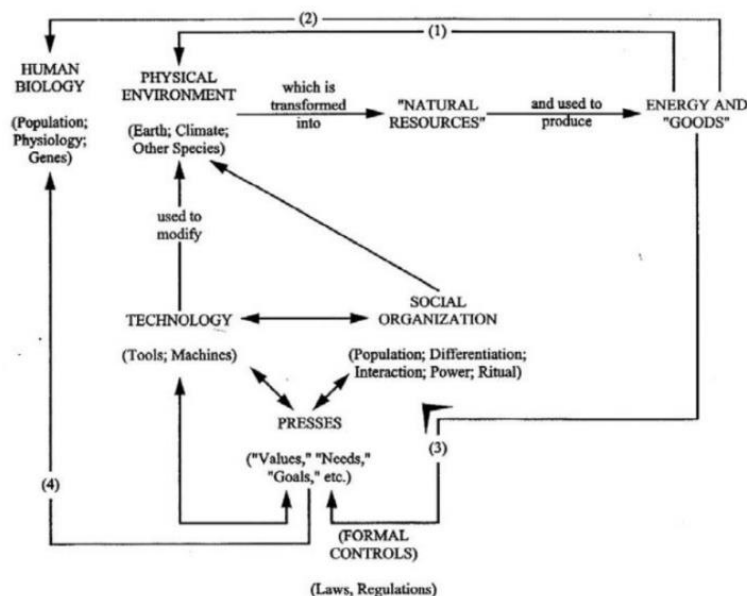 (2)
(1)
HUMAN
BIOLOGY
(Population;
Physiology;
Genes)
PHYSICAL
ENVIRONMENT
(Earth; Climate;
Other Species)
which is
transformed
into
"NATURAL
RESOURCES"
and used to
produce
ENERGY AND
"GOODS"
used to
modify
TECHNOLOGY
(Tools; Machines)
SOCIAL
ORGANIZATION
(Population; Differentiation;
Interaction; Power; Ritual)
PRESSES
("Values," "Needs,"
"Goals," etc.)
(3)
(4)
(FORMAL
CONTROLS)
(Laws, Regulations)